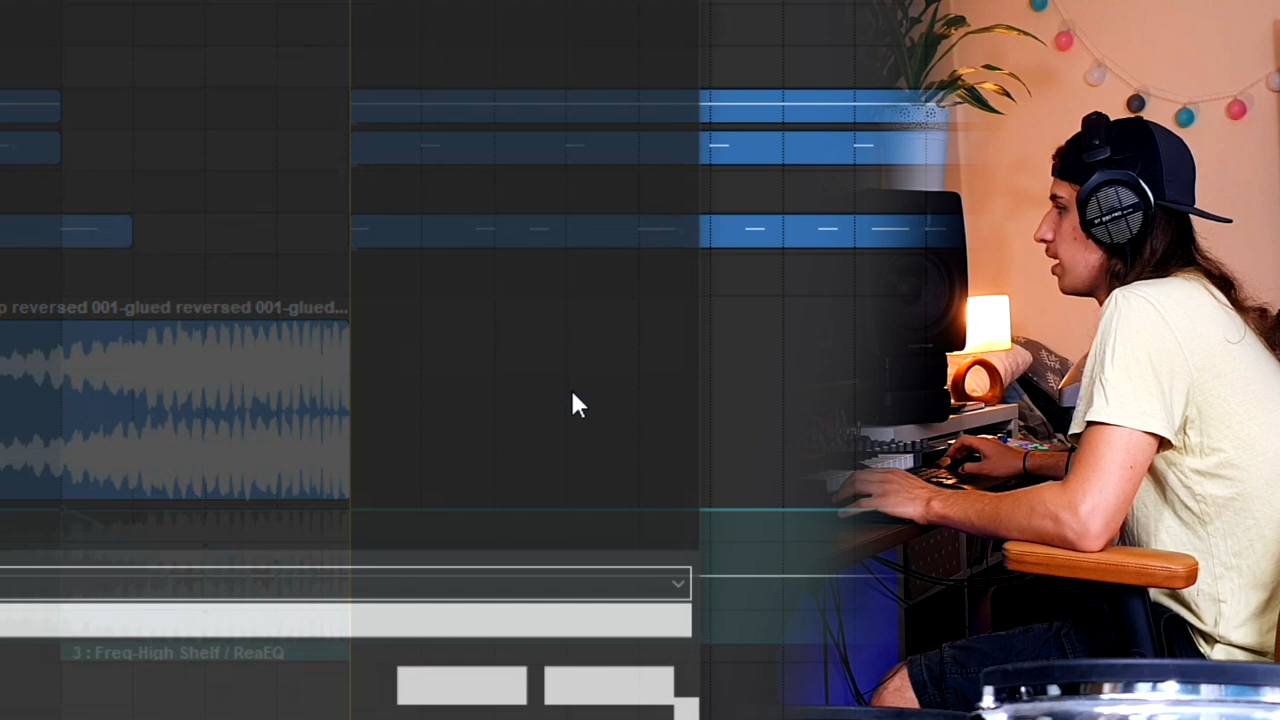 p reversed 001-glued reversed 001-glued...
3 : Freq-High Shelf / ReaEQ